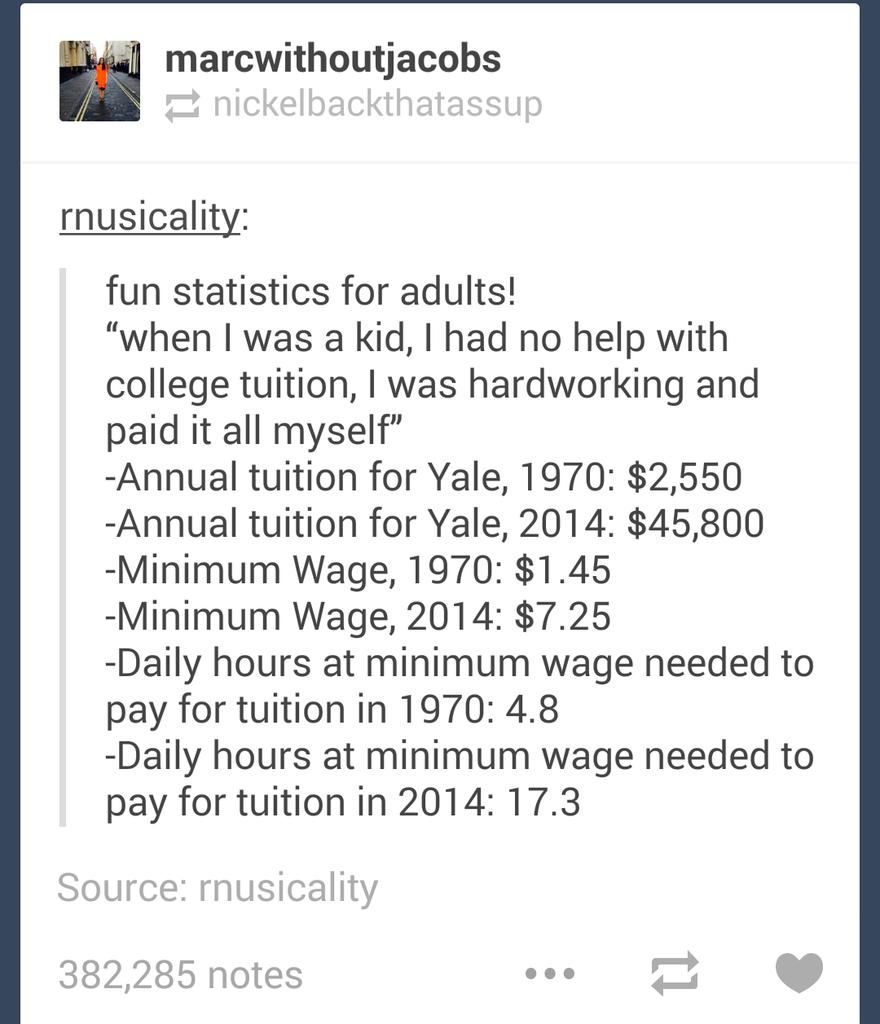 marcwithoutjacobs
nickelbackthatassup
rnusicality:
fun statistics for adults!
“when I was a kid, I had no help with
college tuition, I was hardworking and
paid it all myself”
-Annual tuition for Yale, 1970: $2,550
-Annual tuition for Yale, 2014: $45,800
-Minimum Wage, 1970: $1.45
-Minimum Wage, 2014: $7.25
-Daily hours at minimum wage needed to
pay for tuition in 1970: 4.8
-Daily hours at minimum wage needed to
pay for tuition in 2014: 17.3
Source: rnusicality
382,285 notes